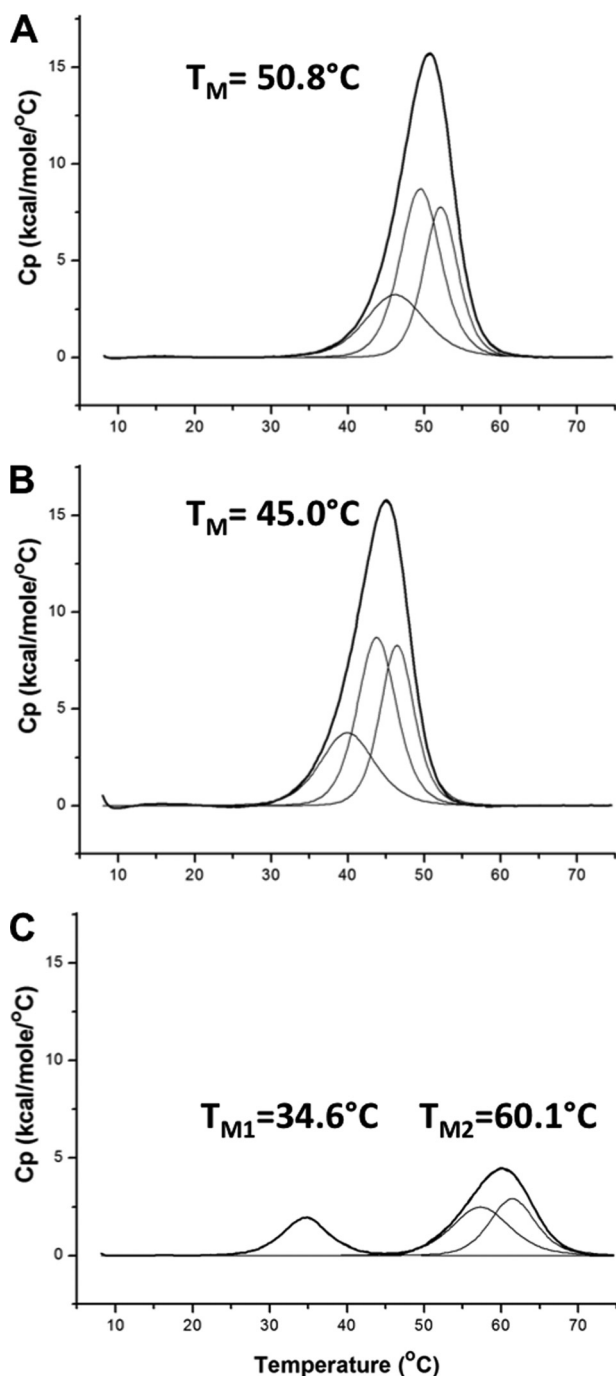 A
T_M= 50.8°C
Cp (kcal/mole/°C)
15
10
5
0
10 20 30 40 50 60 70
B
T_M= 45.0°C
Cp (kcal/mole/°C)
15
10
5
0
10 20 30 40 50 60 70
C
Cp (kcal/mole/°C)
15
10
5
0
T_M1=34.6°C T_M2=60.1°C
10 20 30 40 50 60 70
Temperature (°C)